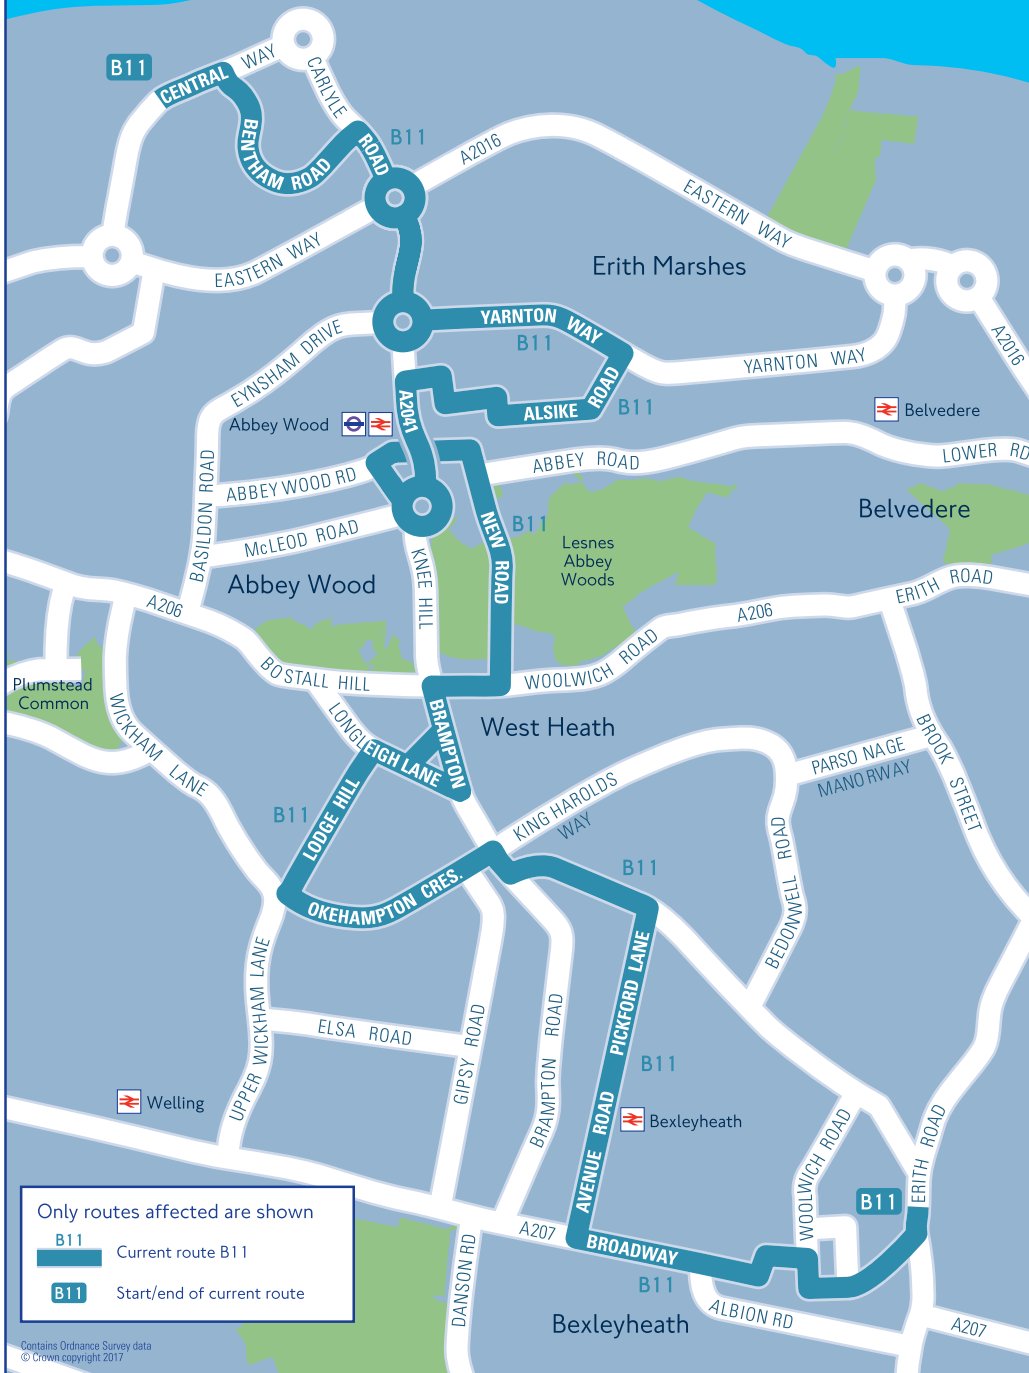 B11
CENTRAL WAY
CARLYLE ROAD
BENTHAM ROAD
B11
A2016
EASTERN WAY
EASTERN WAY
Erith Marshes
YARNTON WAY
B11
YARNTON WAY
A2016
EYNSHAM DRIVE
ALSIKE ROAD
B11
A2041
Abbey Wood
Belvedere
BASILDON ROAD
ABBEY WOOD RD
ABBEY ROAD
LOWER RD
McLEOD ROAD
NEW ROAD
B11
Belvedere
Lesnes
Abbey
Woods
Abbey Wood
KNEE HILL
A206
A206
ERITH ROAD
BOSTALL HILL
WOOLWICH ROAD
Plumstead
Common
WICKHAM LANE
LONGLEIGH LANE
BRAMPTON
West Heath
BROOK STREET
PARSO NAGE
MANORWAY
KING HAROLDS
WAY
B11
LODGE HILL
BEDONWELL ROAD
OKEHAMPTON CRES.
B11
PICKFORD LANE
UPPER WICKHAM LANE
ELSA ROAD
GIPSY ROAD
BRAMPTON ROAD
B11
Welling
Bexleyheath
AVENUE ROAD
WOOLWICH ROAD
ERITH ROAD
B11
A207
BROADWAY
B11
DANSON RD
ALBION RD
Bexleyheath
A207
Only routes affected are shown
B11
Current route B11
B11
Start/end of current route
Contains Ordnance Survey data
© Crown copyright 2017